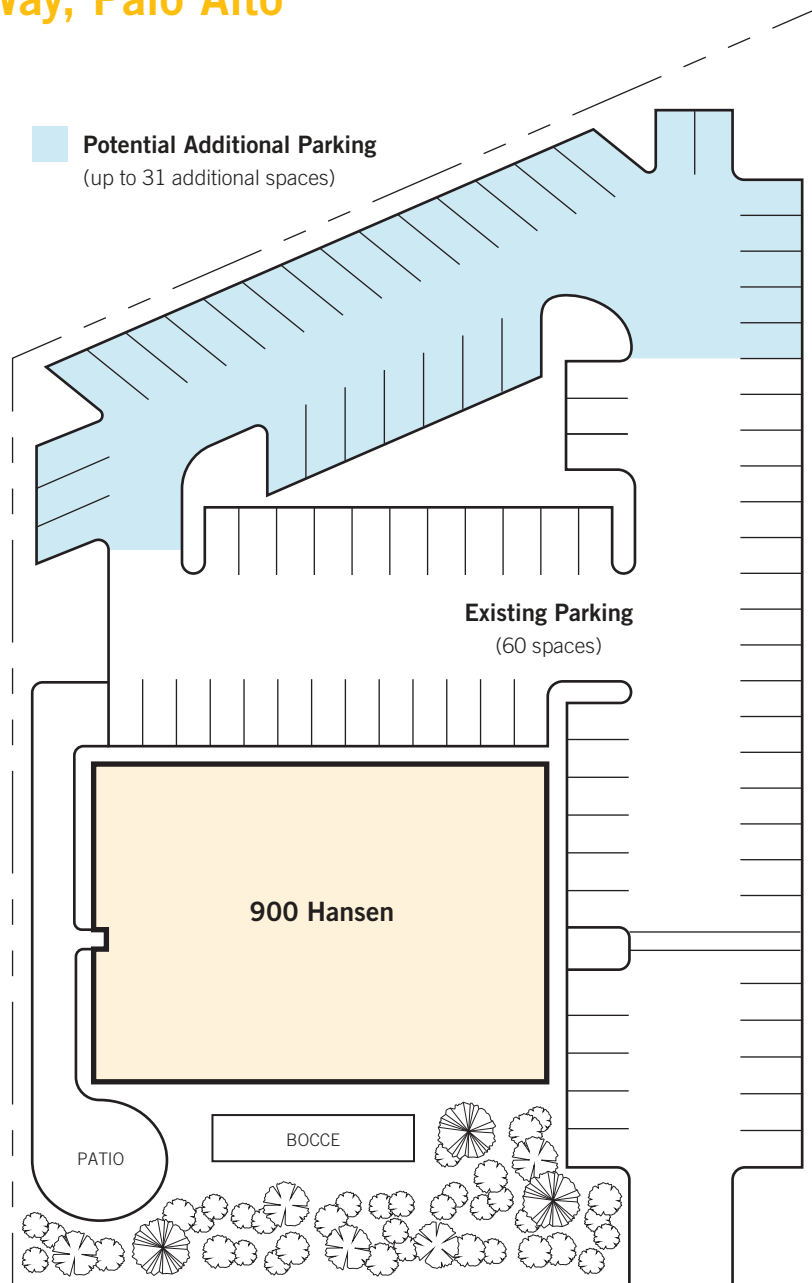 Way, Palo Alto
Potential Additional Parking
(up to 31 additional spaces)
Existing Parking
(60 spaces)
900 Hansen
BOCCE
PATIO